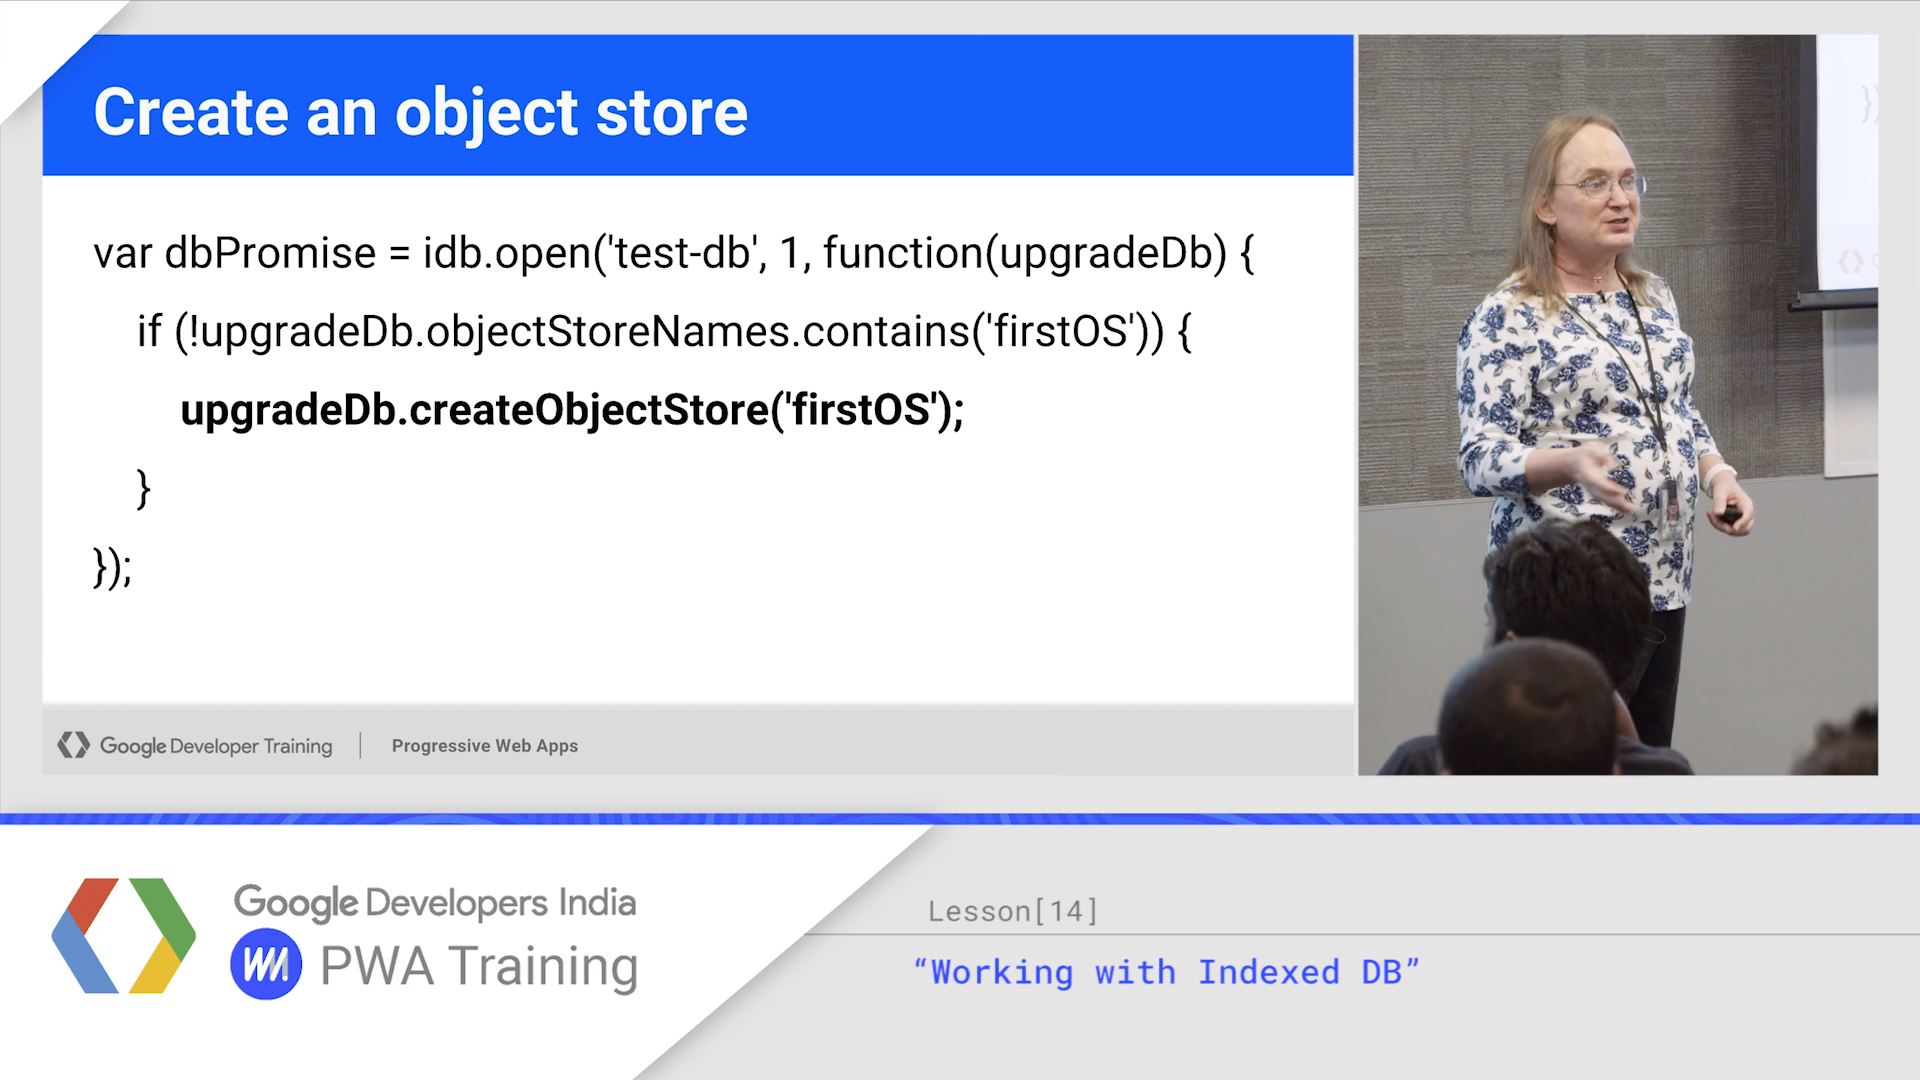 Create an object store
var dbPromise = idb.open('test-db', 1, function(upgradeDb) {
if (!upgradeDb.objectStoreNames.contains('firstOS')) {
upgradeDb.createObjectStore('firstOS');
}
});
Google Developer Training
Progressive Web Apps
})
Google Developers India
PWA Training
Lesson[14]
“Working with Indexed DB”